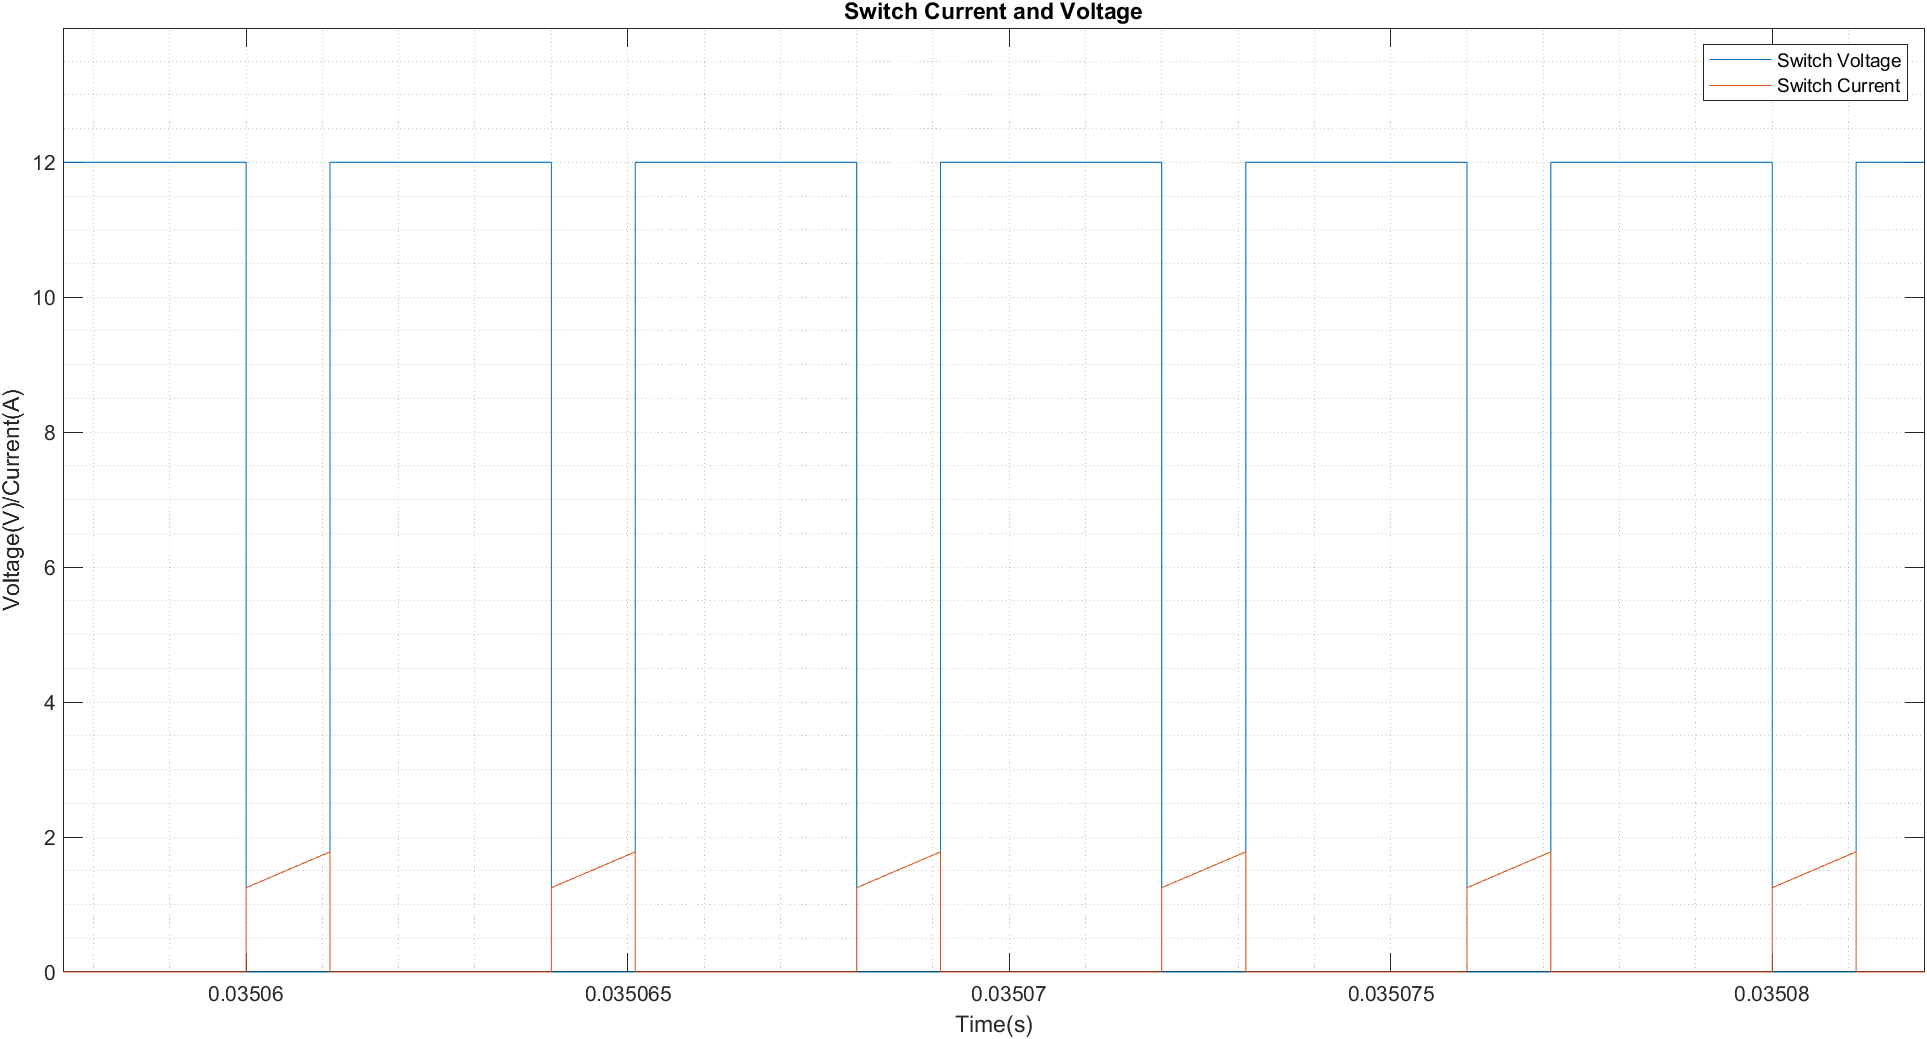 Switch Current and Voltage
Switch Voltage
Switch Current
12
10
8
6
4
2
0
Voltage(V)/Current(A)
0.03506 0.035065 0.03507 0.035075 0.03508
Time(s)